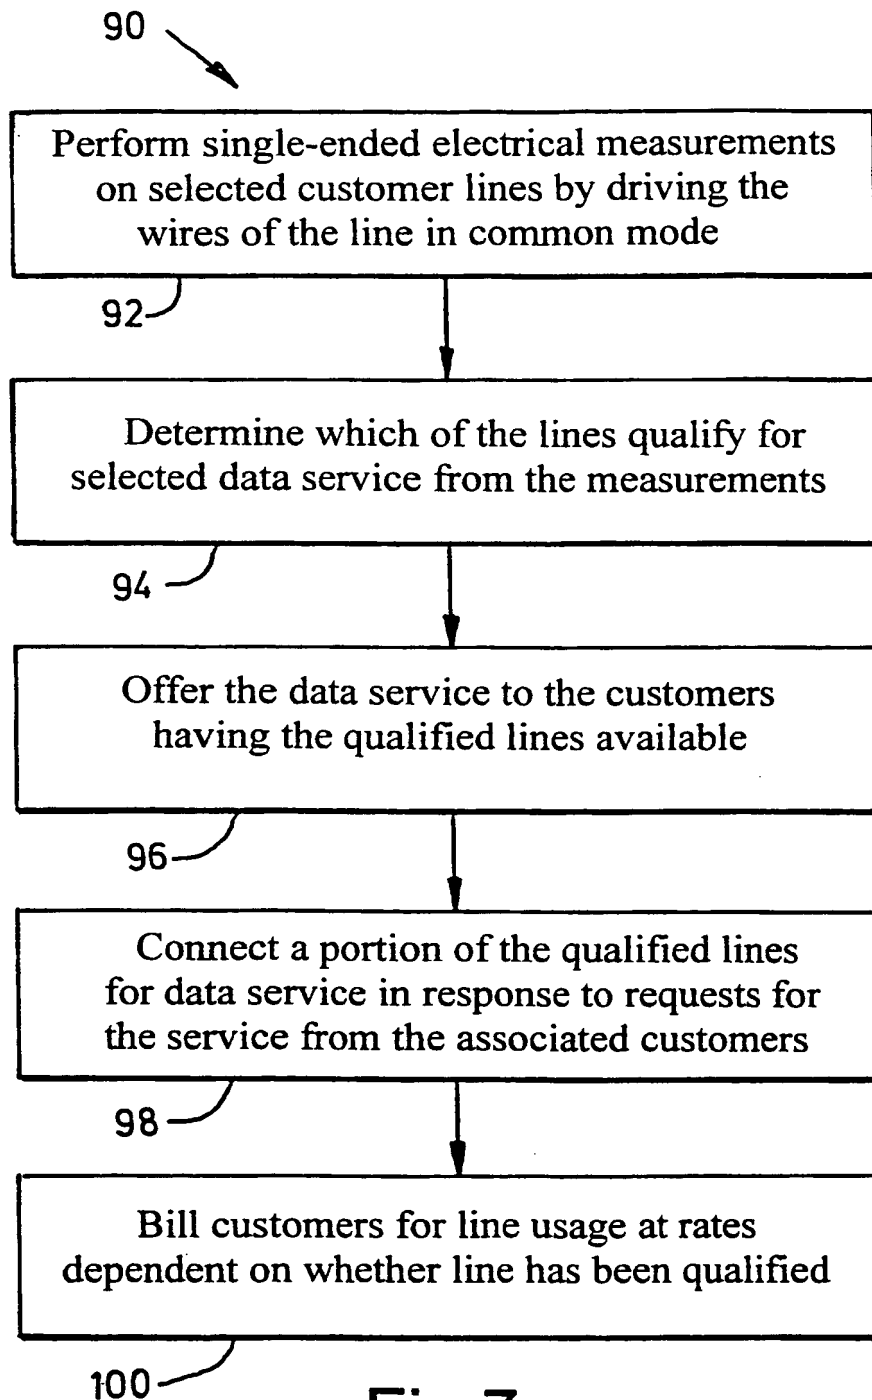 90
Perform single-ended electrical measurements
on selected customer lines by driving the
wires of the line in common mode
92
Determine which of the lines qualify for
selected data service from the measurements
94
Offer the data service to the customers
having the qualified lines available
96
Connect a portion of the qualified lines
for data service in response to requests for
the service from the associated customers
98
Bill customers for line usage at rates
dependent on whether line has been qualified
100